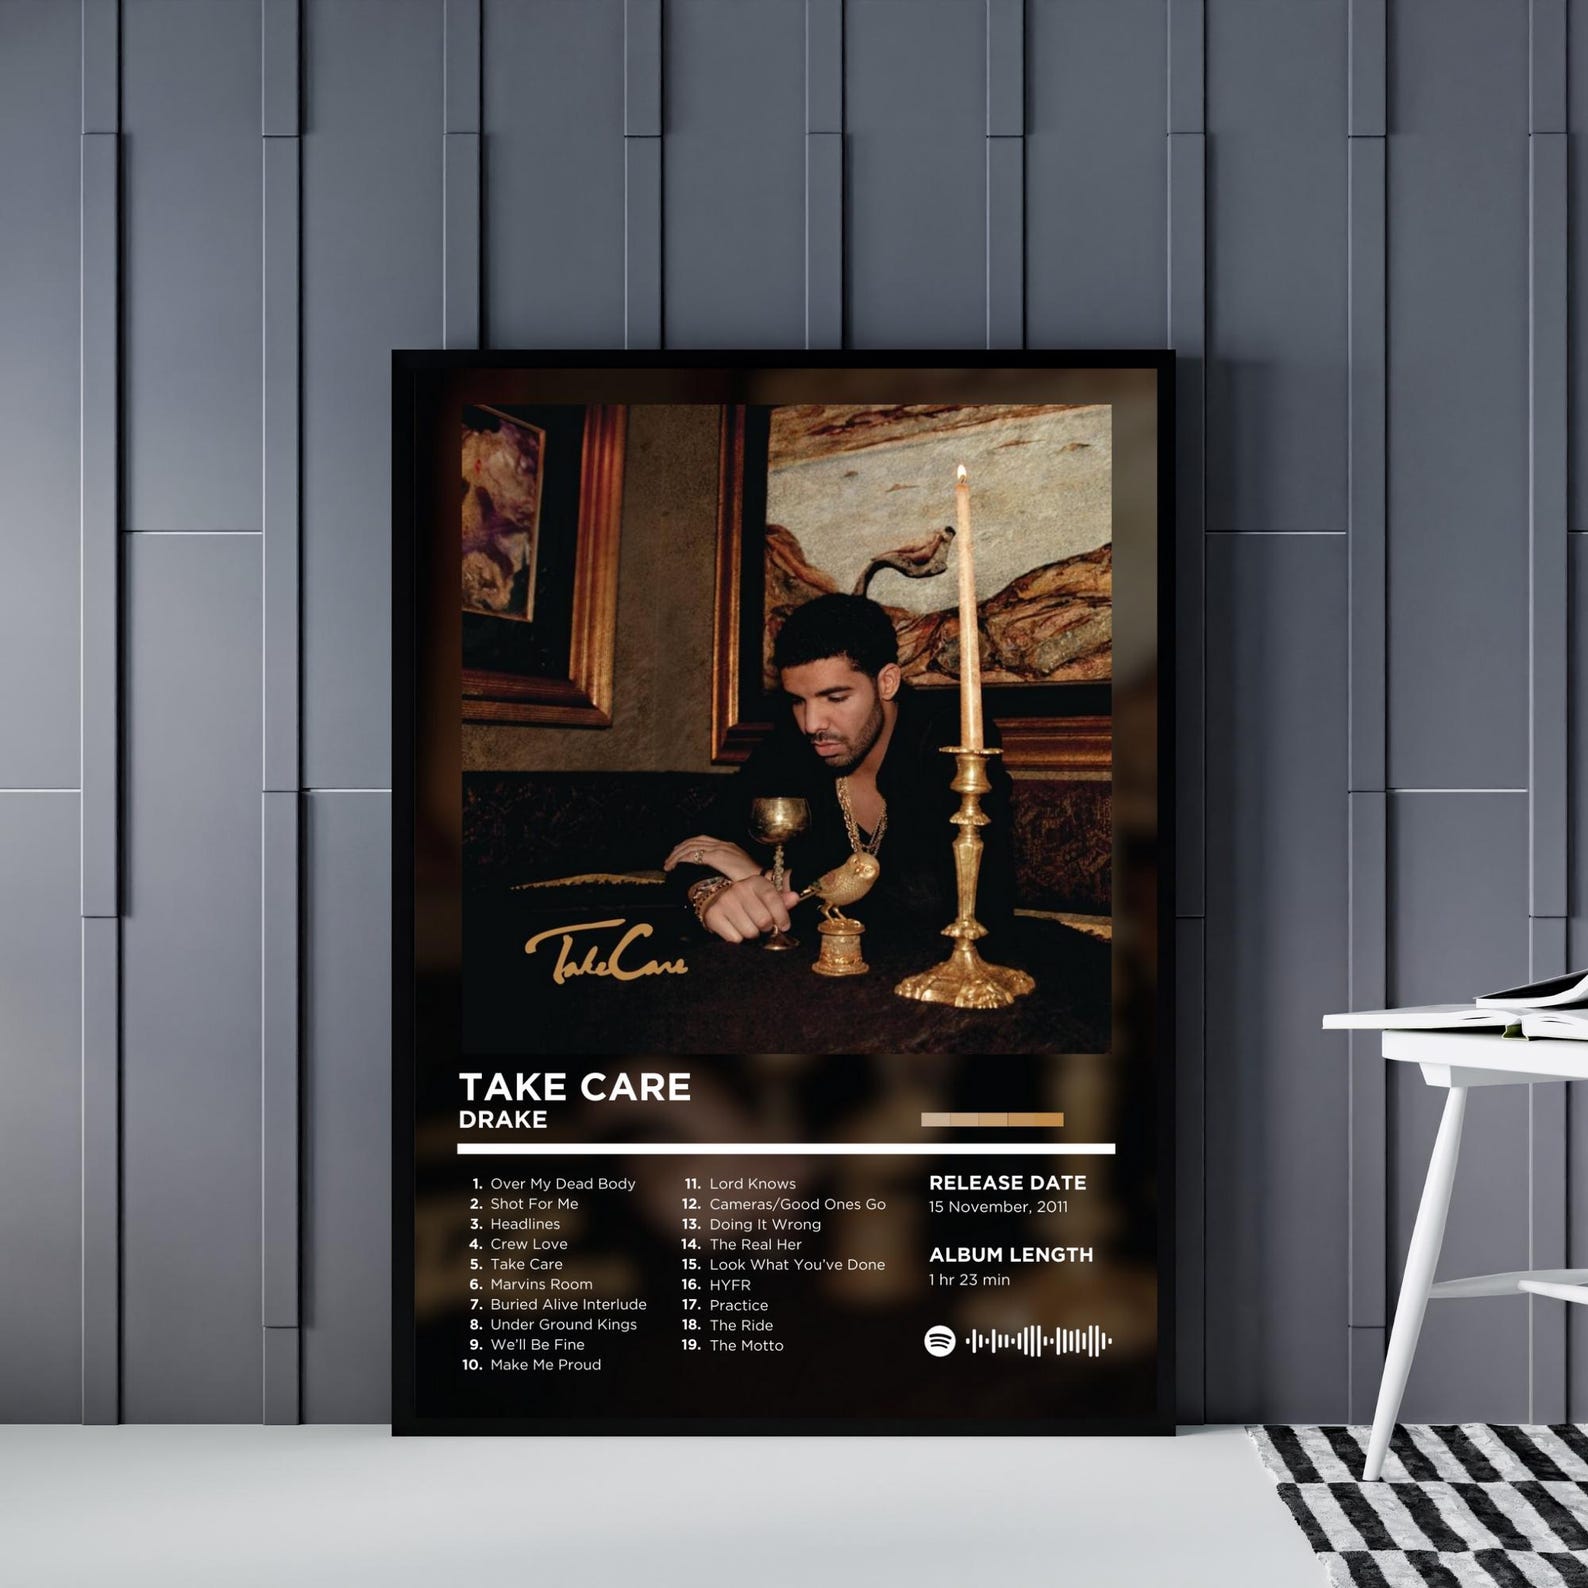 Take Care
TAKE CARE
DRAKE
1. Over My Dead Body
2. Shot For Me
3. Headlines
4. Crew Love
5. Take Care
6. Marvins Room
7. Buried Alive Interlude
8. Under Ground Kings
9. We'll Be Fine
10. Make Me Proud
11. Lord Knows
12. Cameras/Good Ones Go
13. Doing It Wrong
14. The Real Her
15. Look What You've Done
16. HYFR
17. Practice
18. The Ride
19. The Motto
RELEASE DATE
15 November, 2011
ALBUM LENGTH
1 hr 23 min